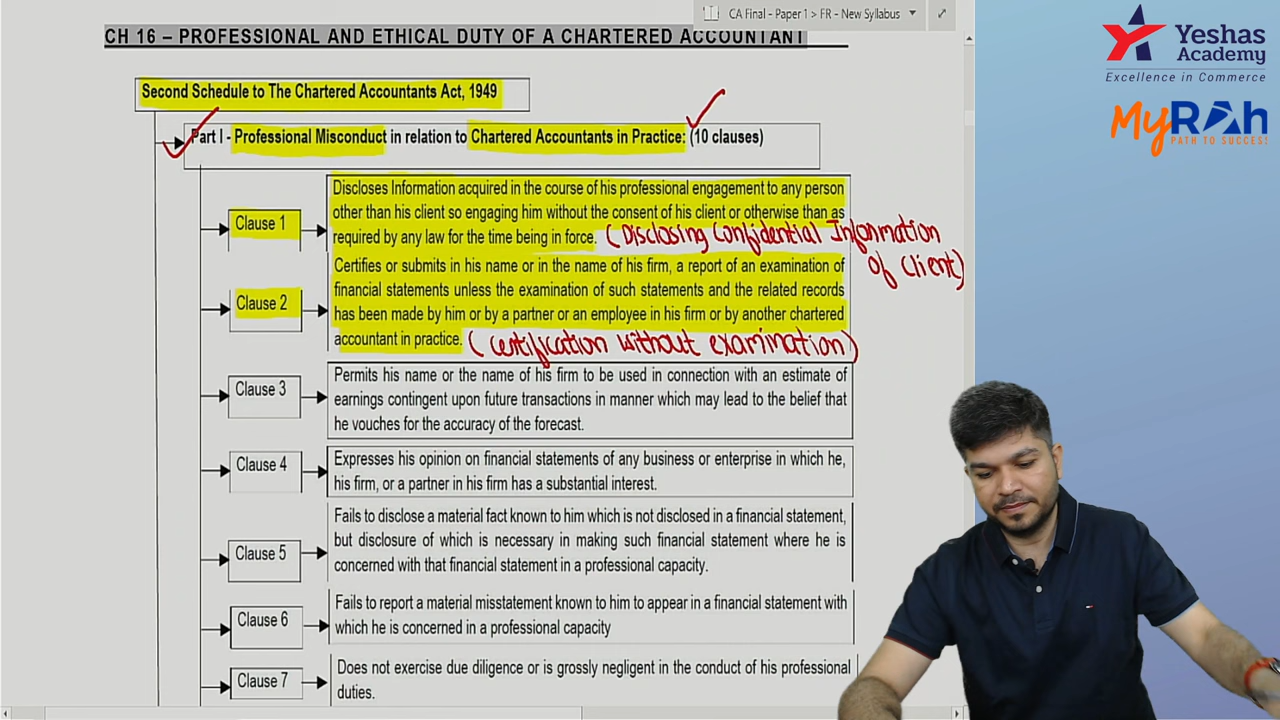 CA Final - Paper 1 > FR - New Syllabus
CH 16 – PROFESSIONAL AND ETHICAL DUTY OF A CHARTERED ACCOUNTANT
Yeshas
Academy
Excellence in Commerce
MyRAh
PATH TO SUCCESS
Second Schedule to The Chartered Accountants Act, 1949
Part I - Professional Misconduct in relation to Chartered Accountants in Practice: (10 clauses)
Clause 1
Discloses Information acquired in the course of his professional engagement to any person
other than his client so engaging him without the consent of his client or otherwise than as
required by any law for the time being in force. (Disclosing Confidential Information
of Client)
Clause 2
Certifies or submits in his name or in the name of his firm, a report of an examination of
financial statements unless the examination of such statements and the related records
has been made by him or by a partner or an employee in his firm or by another chartered
accountant in practice. (Certification without examination)
Clause 3
Permits his name or the name of his firm to be used in connection with an estimate of
earnings contingent upon future transactions in manner which may lead to the belief that
he vouches for the accuracy of the forecast.
Clause 4
Expresses his opinion on financial statements of any business or enterprise in which he,
his firm, or a partner in his firm has a substantial interest.
Clause 5
Fails to disclose a material fact known to him which is not disclosed in a financial statement,
but disclosure of which is necessary in making such financial statement where he is
concerned with that financial statement in a professional capacity.
Clause 6
Fails to report a material misstatement known to him to appear in a financial statement with
which he is concerned in a professional capacity
Clause 7
Does not exercise due diligence or is grossly negligent in the conduct of his professional
duties.